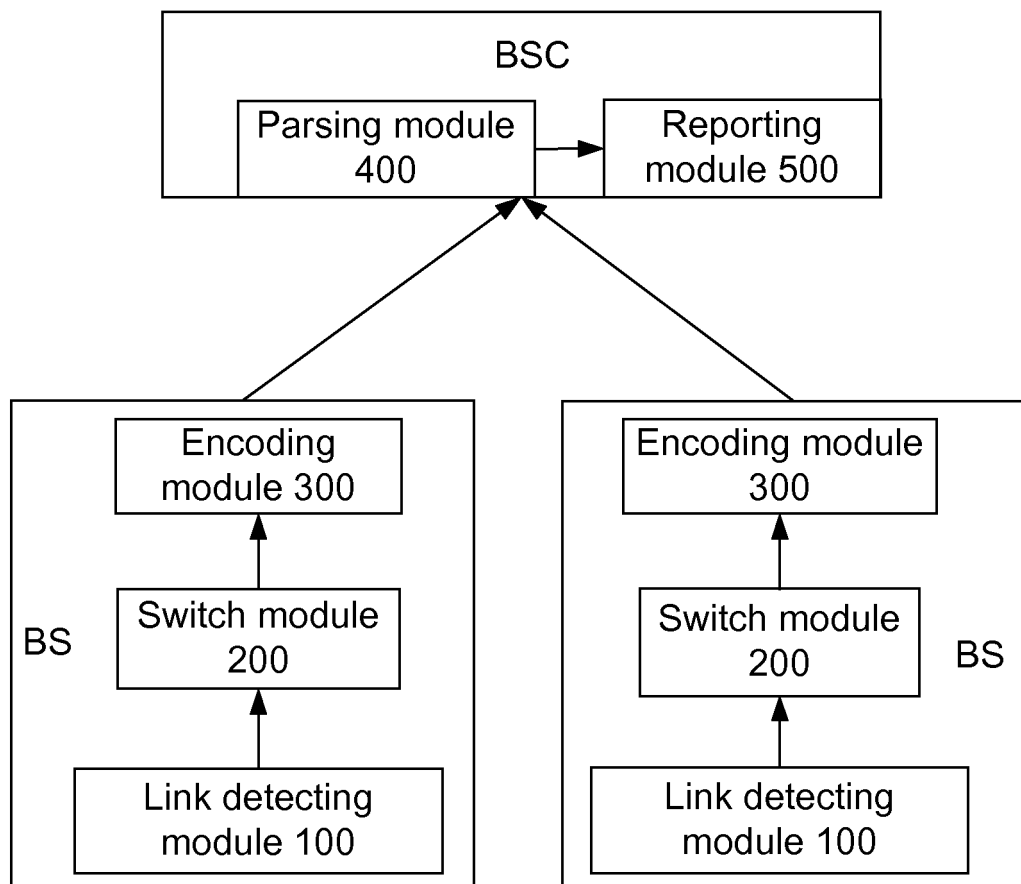 BSC
Parsing module
400
Reporting
module 500
Encoding
module 300
Switch module
200
BS
Link detecting
module 100
Encoding module
300
Switch module
200
BS
Link detecting
module 100